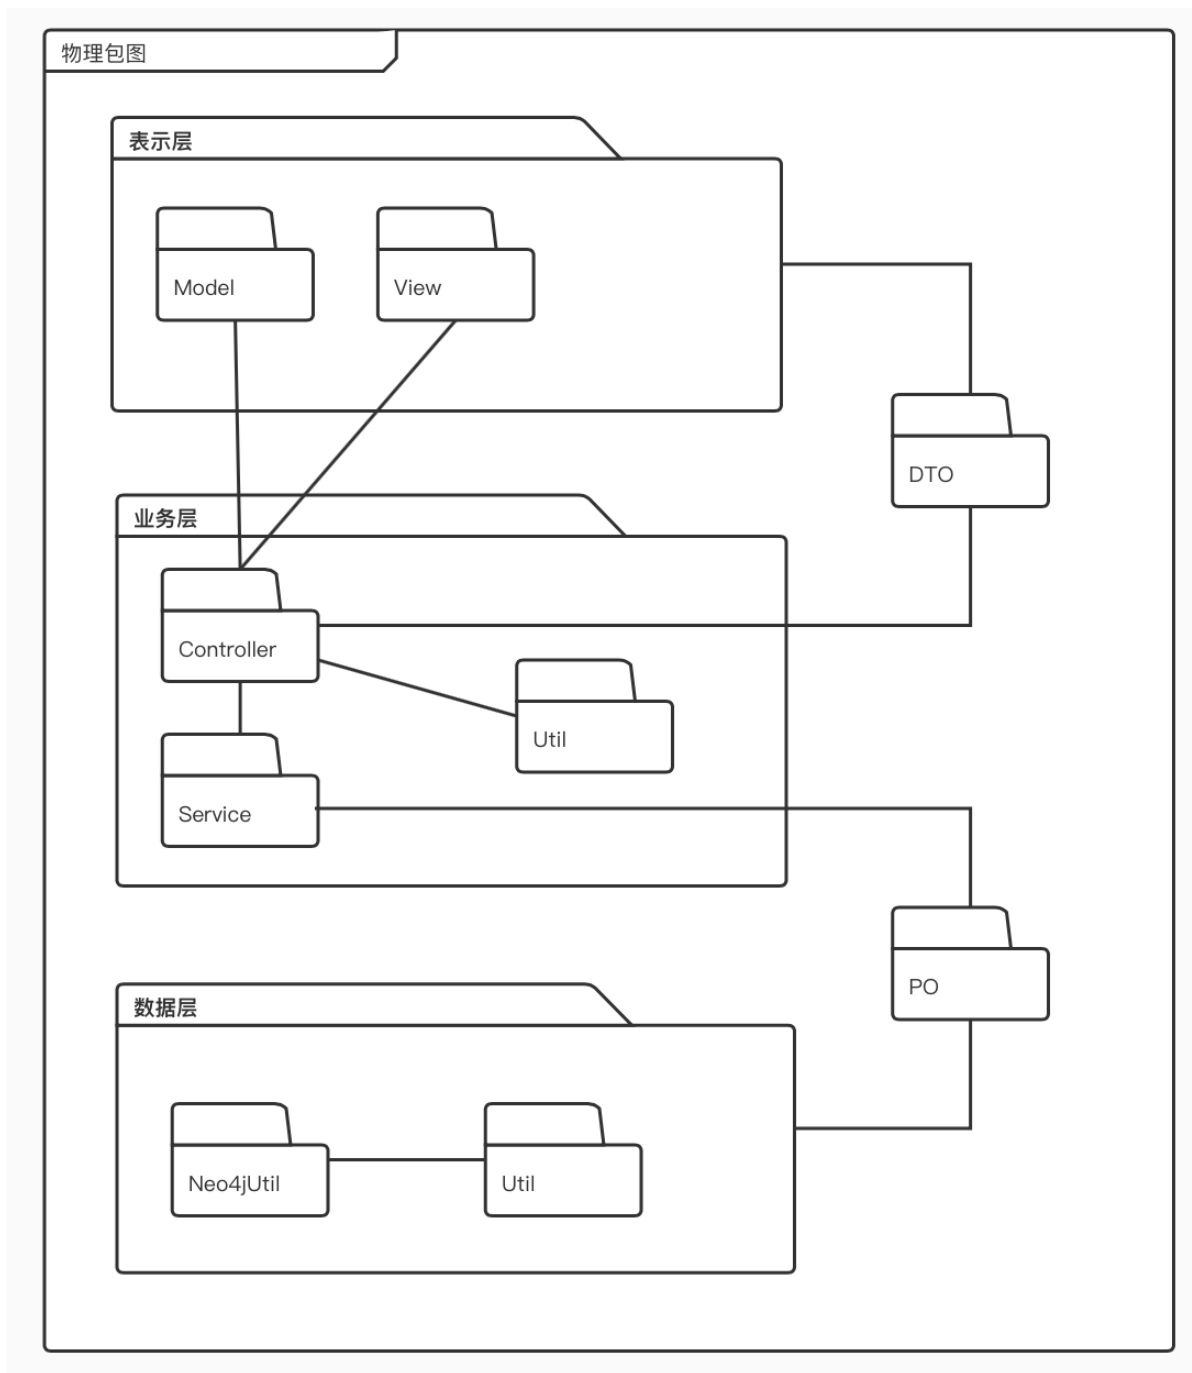 物理包图
表示层
Model
View
DTO
业务层
Controller
Util
Service
PO
数据层
Neo4jUtil
Util